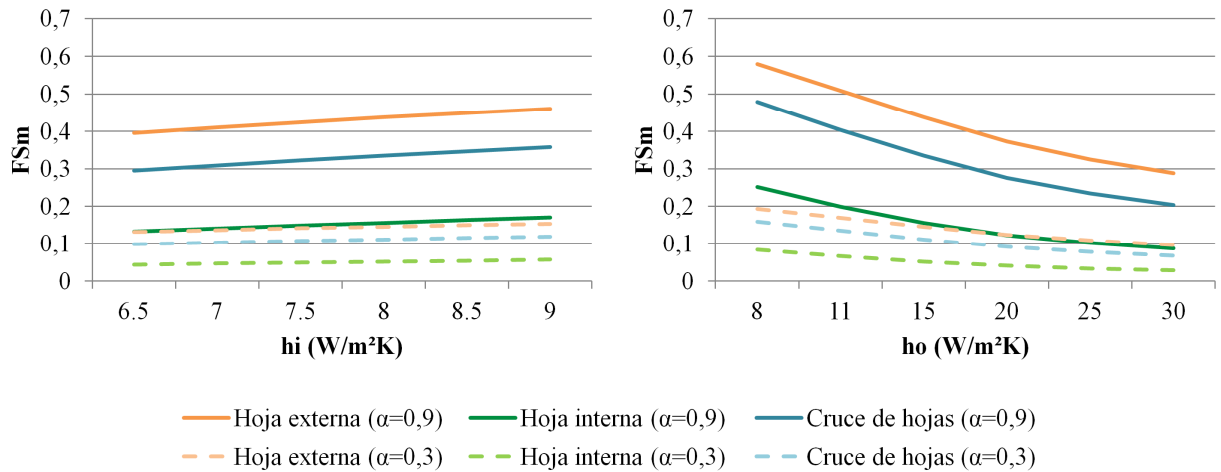 0,7
0,6
0,5
0,4
0,3
0,2
0,1
0
FSm
6.5 7 7.5 8 8.5 9
hi (W/m²K)
0,7
0,6
0,5
0,4
0,3
0,2
0,1
0
FSm
8 11 15 20 25 30
ho (W/m²K)
Hoja externa (α=0,9) Hoja interna (α=0,9) Cruce de hojas (α=0,9)
Hoja externa (α=0,3) Hoja interna (α=0,3) Cruce de hojas (α=0,3)